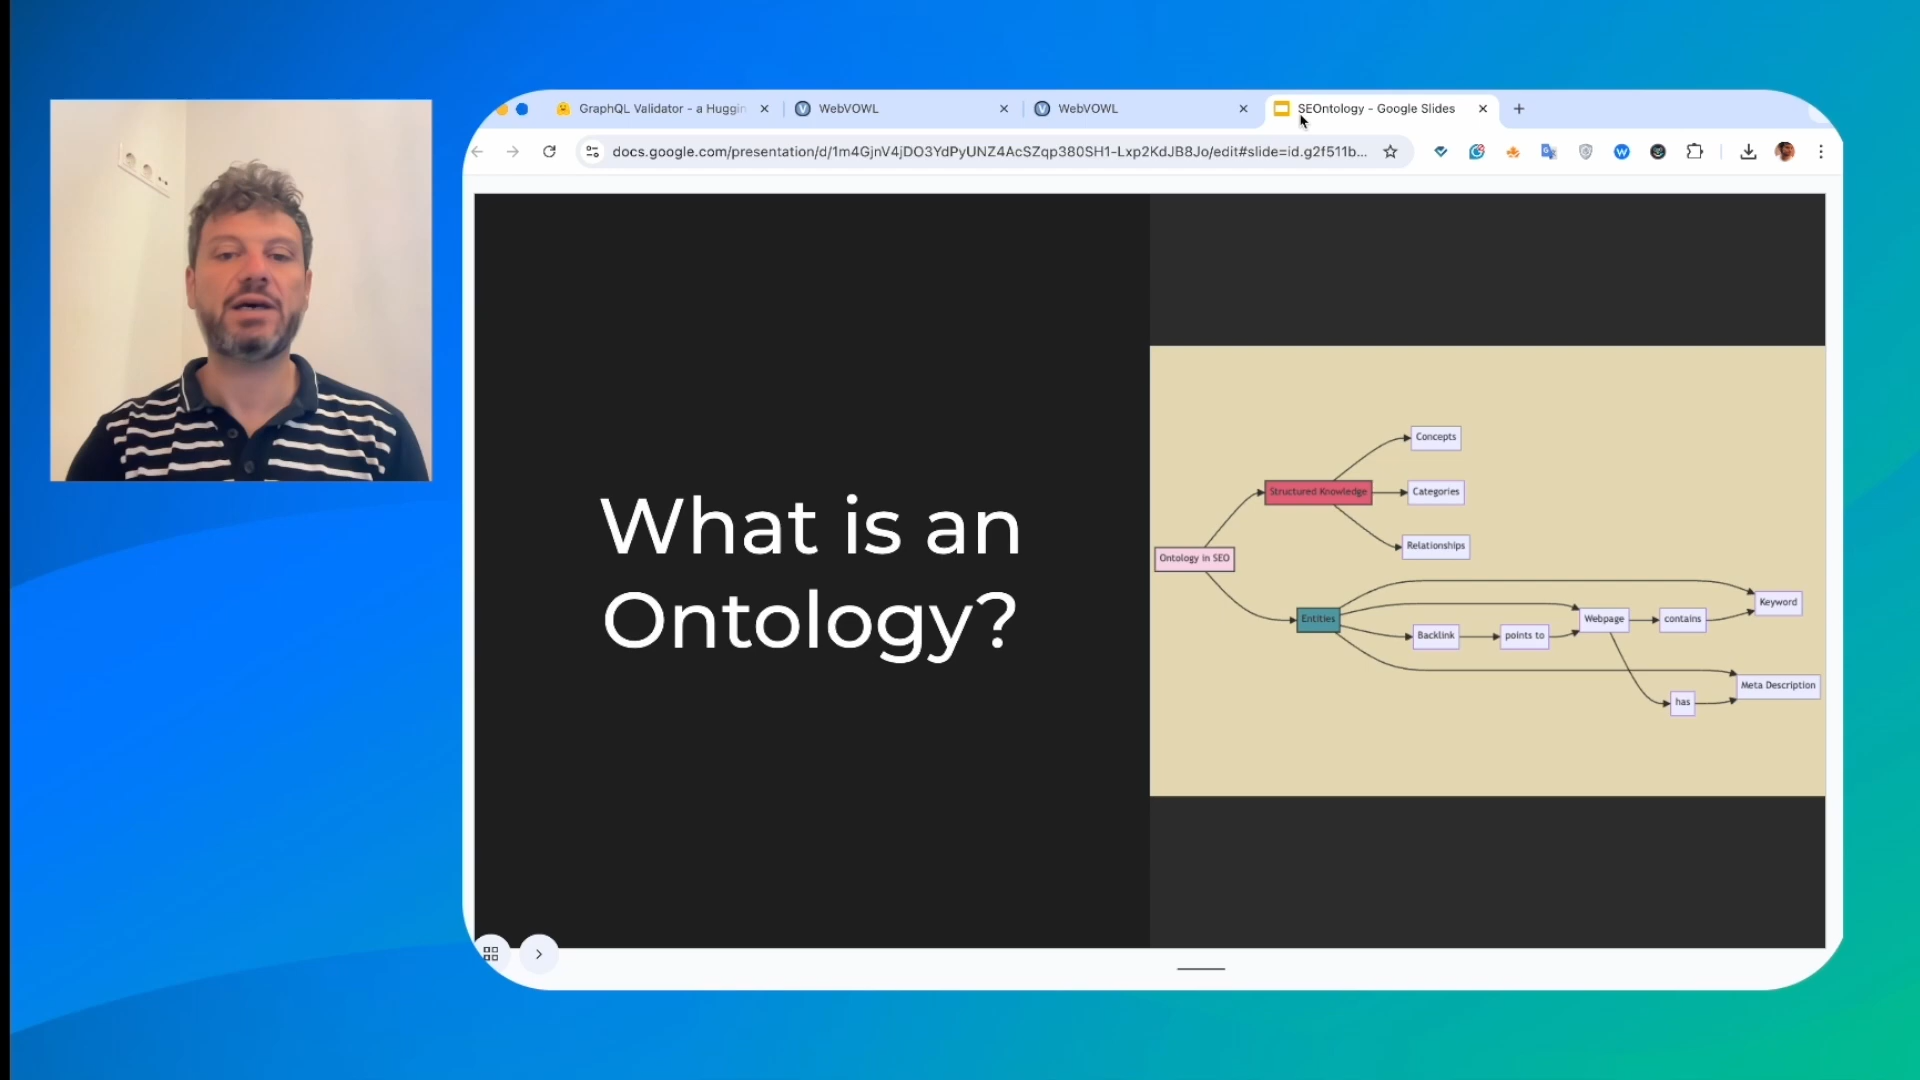 GraphQL Validator - a Huggin
WebVOWL
WebVOWL
SEOntology - Google Slides
docs.google.com/presentation/d/1m4GjnV4jDO3YdPyUNZ4AcSZqp380SH1-Lxp2KdJB8Jo/edit#slide=id.g2f511b...
What is an
Ontology?
Ontology in SEO
Structured Knowledge
Concepts
Categories
Relationships
Entities
Backlink
points to
Webpage
contains
Keyword
has
Meta Description